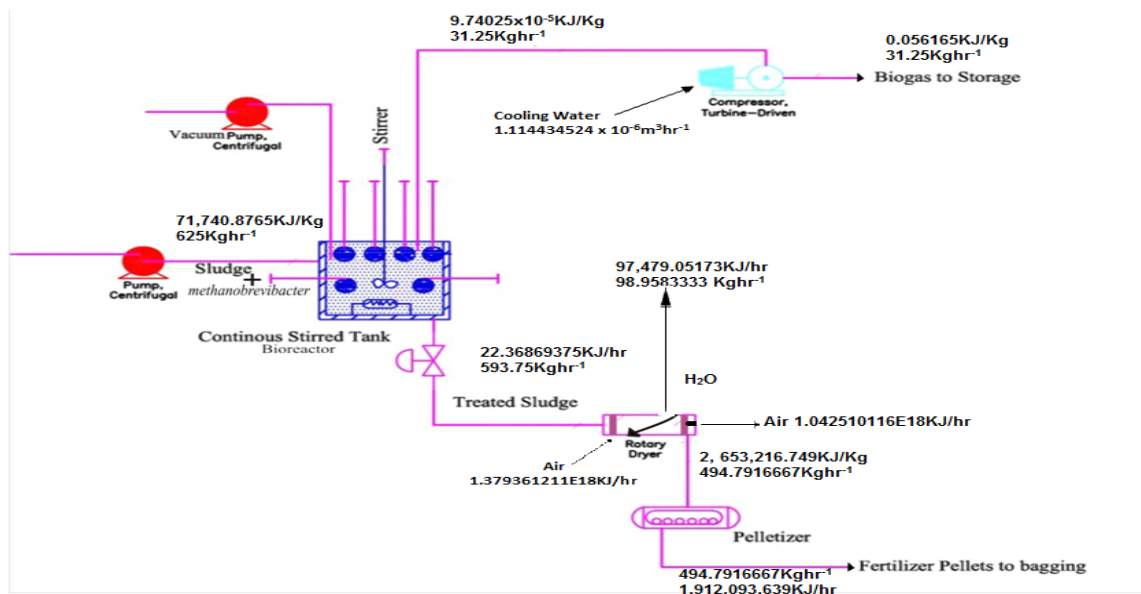 9.74025x10⁻⁵KJ/Kg
31.25Kghr⁻¹
0.056165KJ/Kg
31.25Kghr⁻¹
Biogas to Storage
Compressor,
Turbine-Driven
Cooling Water
1.114434524 x 10⁻⁶m³hr⁻¹
Vacuum Pump,
Centrifugal
Stirrer
71,740.8765KJ/Kg
625Kghr⁻¹
Sludge
+
methanobrevibacter
Pump,
Centrifugal
Continous Stirred Tank
Bioreactor
97,479.05173KJ/hr
98.9583333 Kghr⁻¹
H₂O
22.36869375KJ/hr
593.75Kghr⁻¹
Treated Sludge
Rotary
Dryer
Air 1.042510116E18KJ/hr
Air
1.379361211E18KJ/hr
2, 653,216.749KJ/Kg
494.7916667Kghr⁻¹
Pelletizer
Fertilizer Pellets to bagging
494.7916667Kghr⁻¹
1,912,093.639KJ/hr